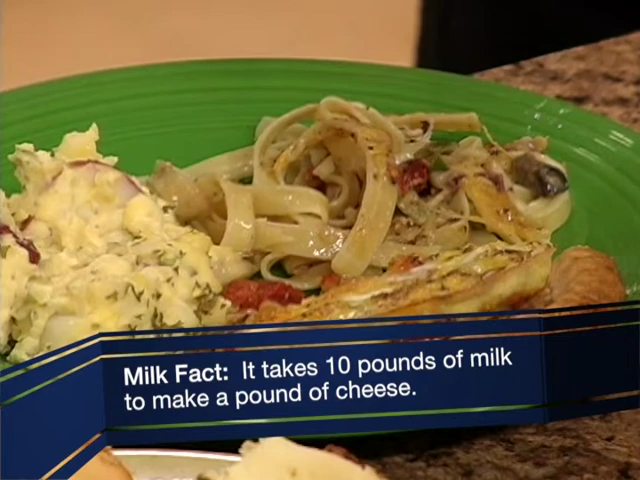 Milk Fact: It takes 10 pounds of milk
to make a pound of cheese.